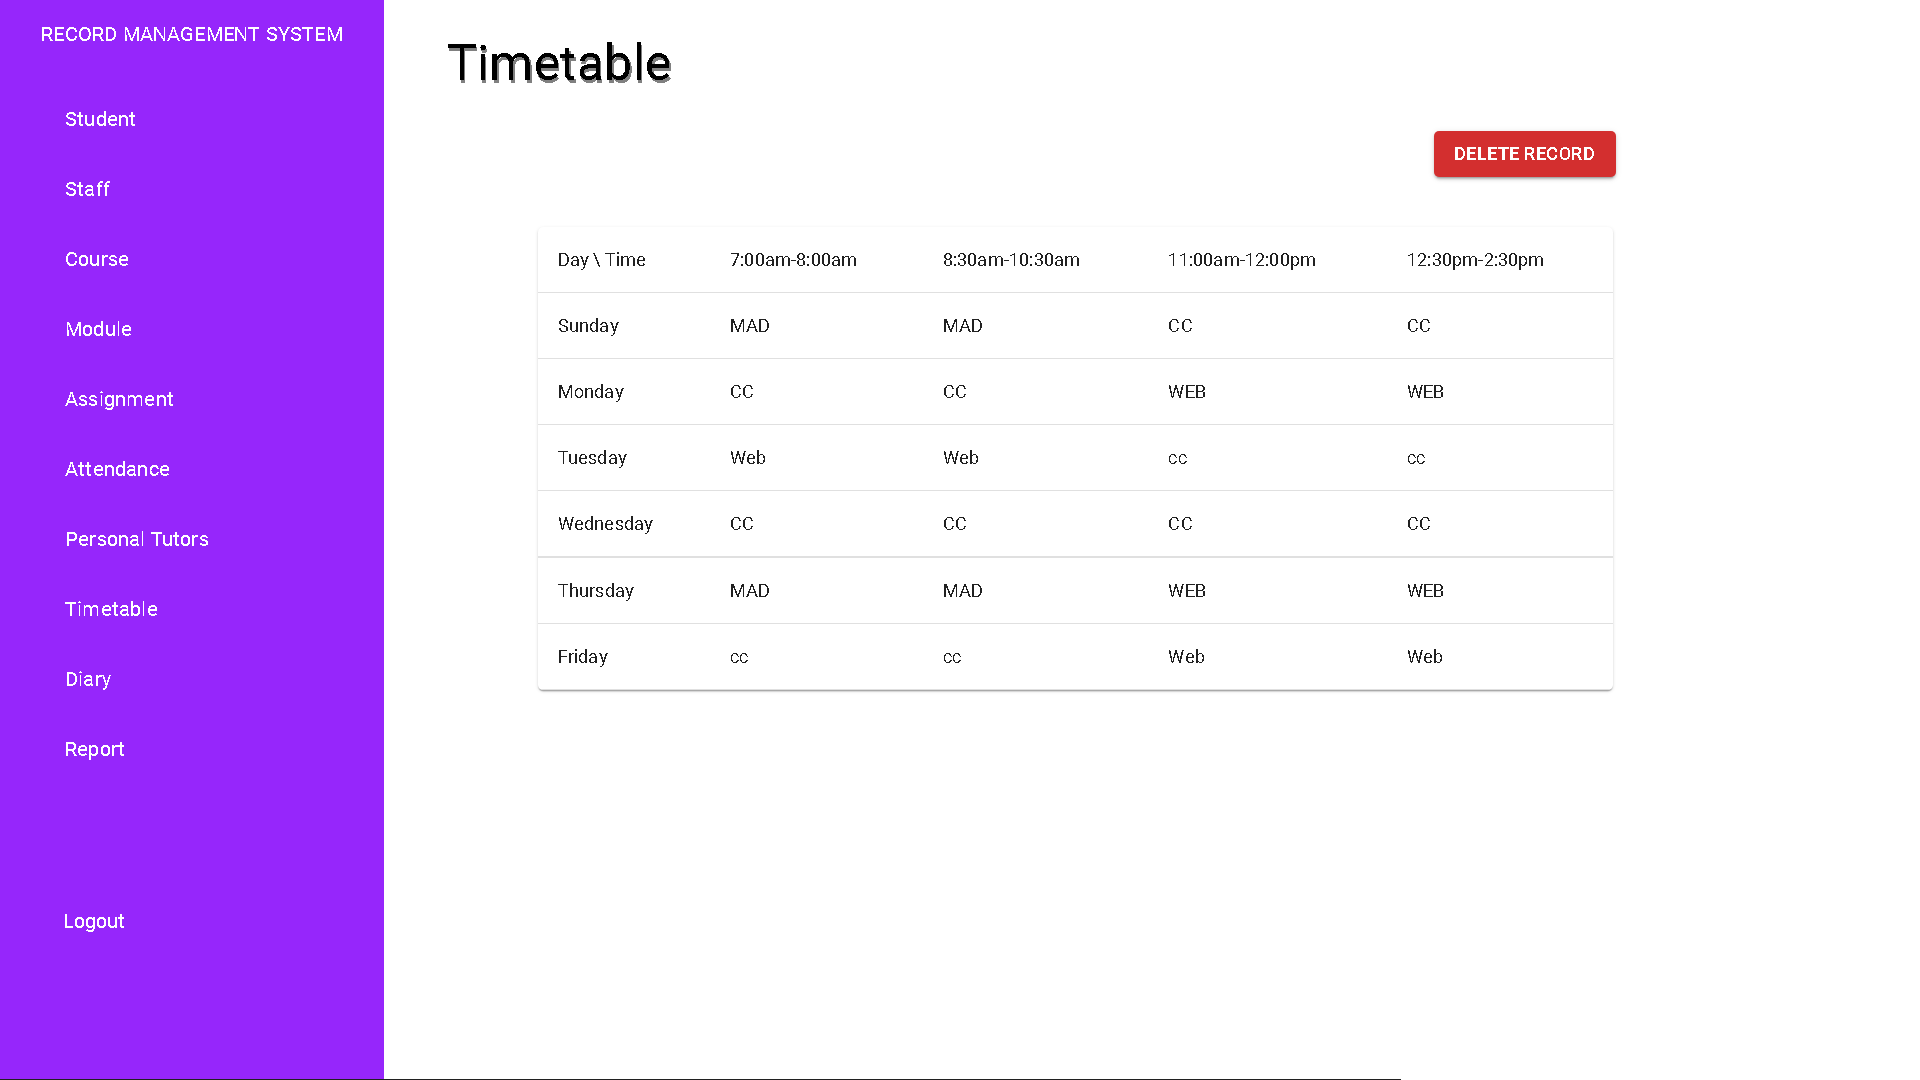 RECORD MANAGEMENT SYSTEM
Student
Staff
Course
Module
Assignment
Attendance
Personal Tutors
Timetable
Diary
Report
Logout
Timetable
DELETE RECORD
Day \ Time 7:00am-8:00am 8:30am-10:30am 11:00am-12:00pm 12:30pm-2:30pm
Sunday MAD MAD CC CC
Monday CC CC WEB WEB
Tuesday Web Web cc cc
Wednesday CC CC CC CC
Thursday MAD MAD WEB WEB
Friday cc cc Web Web